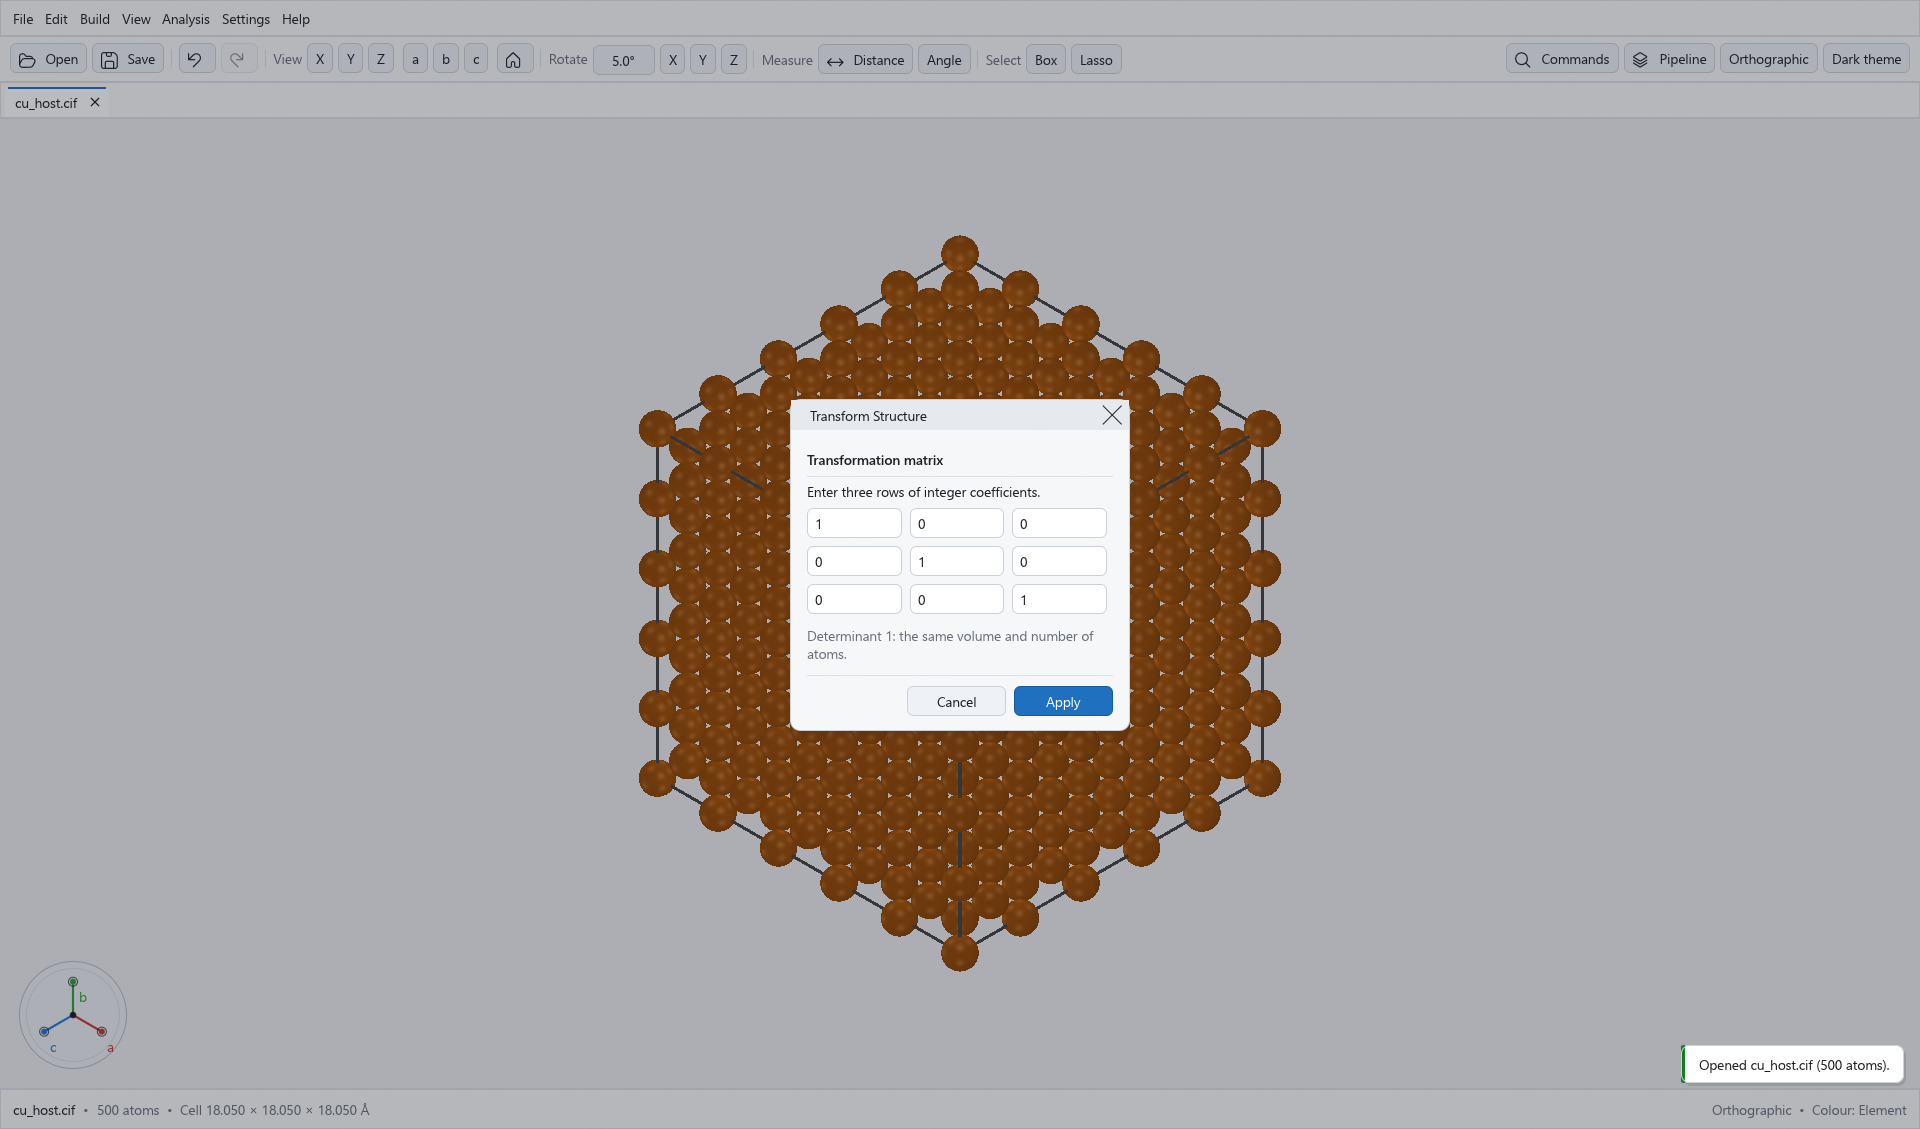 File Edit Build View Analysis Settings Help
Open Save View X Y Z a b c Rotate 5.0° X Y Z Measure Distance Angle Select Box Lasso Commands Pipeline Orthographic Dark theme
cu_host.cif
Transform Structure
Transformation matrix
Enter three rows of integer coefficients.
1 0 0
0 1 0
0 0 1
Determinant 1: the same volume and number of
atoms.
Cancel Apply
b
c a
Opened cu_host.cif (500 atoms).
cu_host.cif • 500 atoms • Cell 18.050 × 18.050 × 18.050 Å Orthographic • Colour: Element